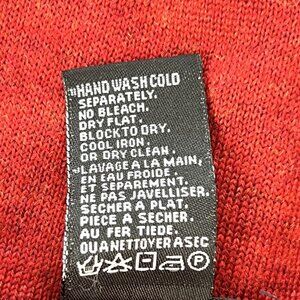 "HAND WASH COLD
SEPARATELY.
NO BLEACH.
DRY FLAT.
BLOCK TO DRY.
COOL IRON.
OR DRY CLEAN.
"LAVAGE A LA MAIN,
EN EAU FROIDE.
ET SEPAREMENT.
NE PAS JAVELLISER.
SECHER A PLAT.
PIECE A SECHER.
AU FER TIEDE.
OU A NETTOYER A SEC
P